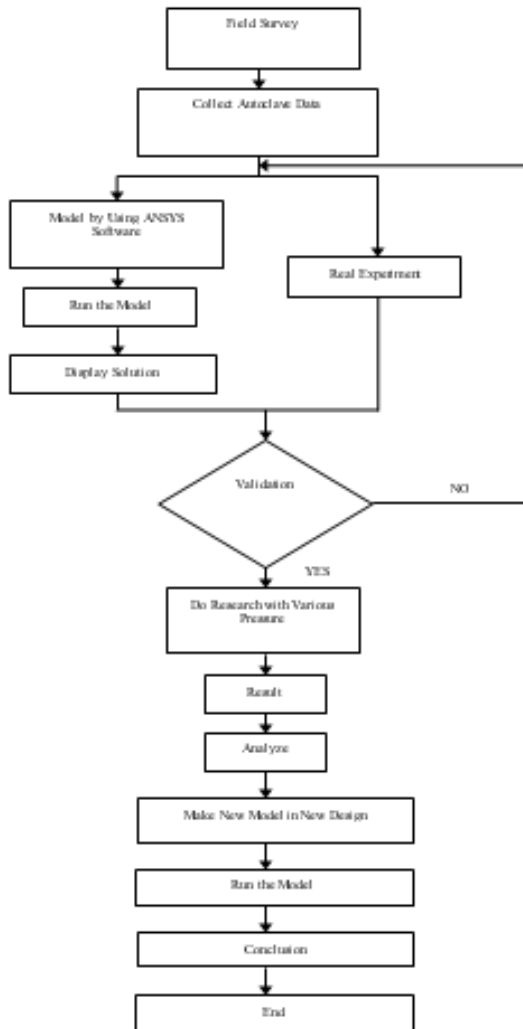 Field Survey
Collect Autoclave Data
Model by Using ANSYS
Software
Real Experiment
Run the Model
Display Solution
Validation
NO
YES
Do Research with Various
Pressure
Result
Analyze
Make New Model in New Design
Run the Model
Conclusion
End